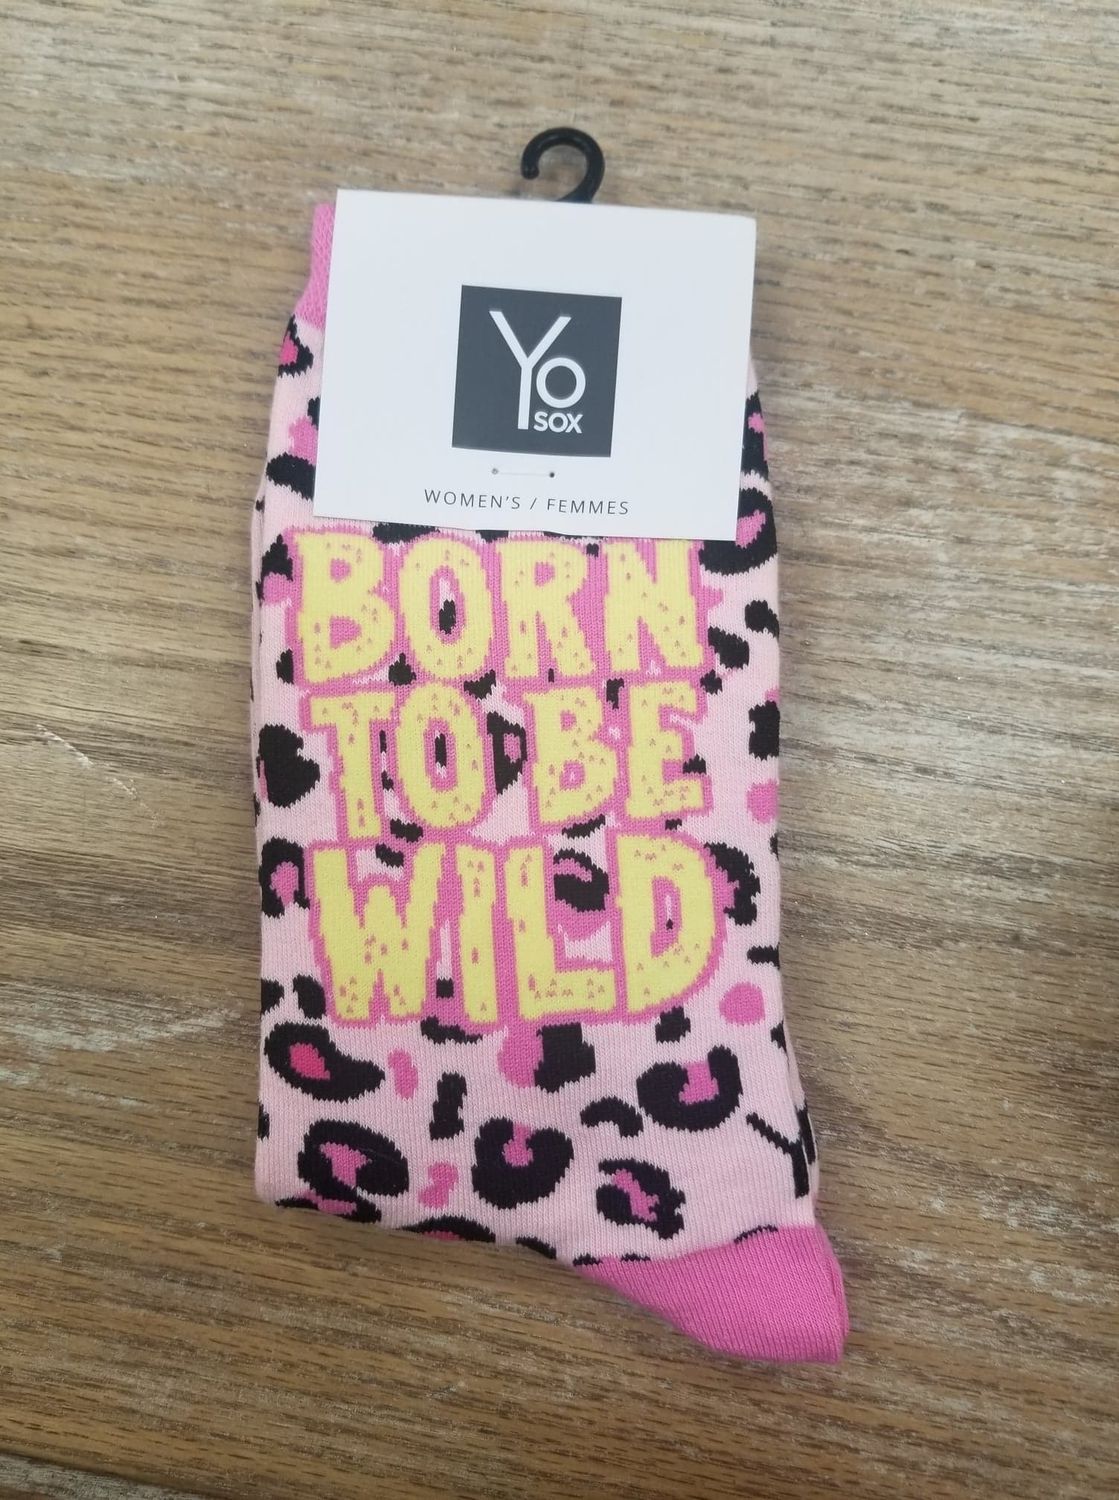 Yo
SOX
WOMEN'S / FEMMES
BORN
TO BE
WILD